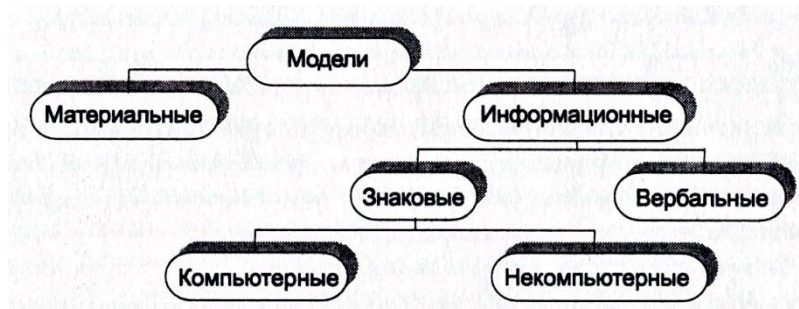 Модели
Материальные
Информационные
Знаковые
Вербальные
Компьютерные
Некомпьютерные